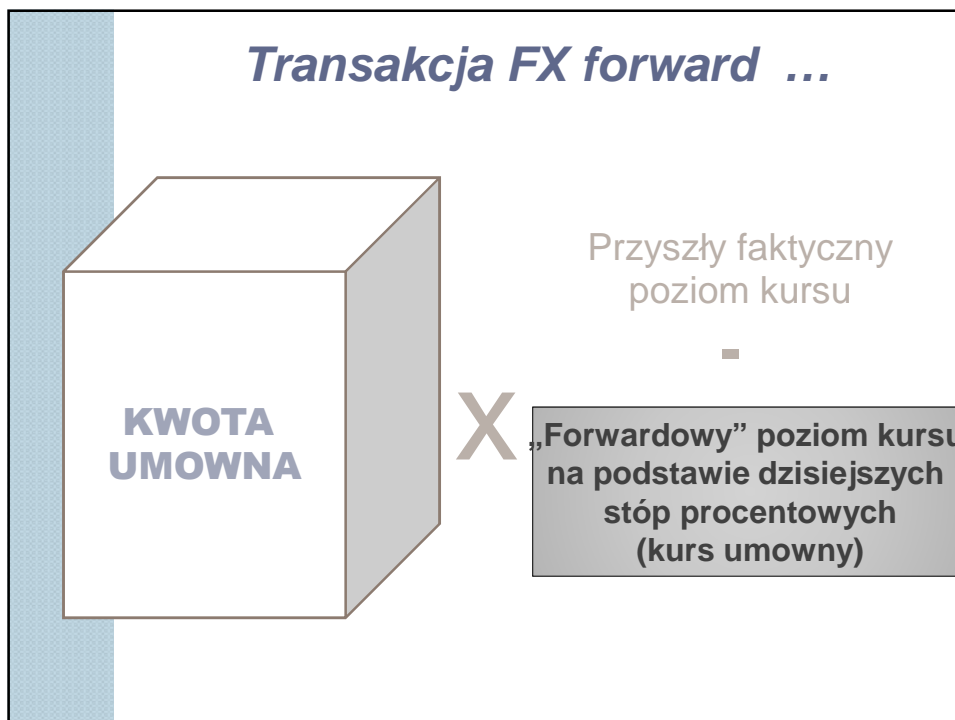 Transakcja FX forward …
Przyszły faktyczny
poziom kursu
-
KWOTA
UMOWNA
X
„Forwardowy” poziom kursu
na podstawie dzisiejszych
stóp procentowych
(kurs umowny)